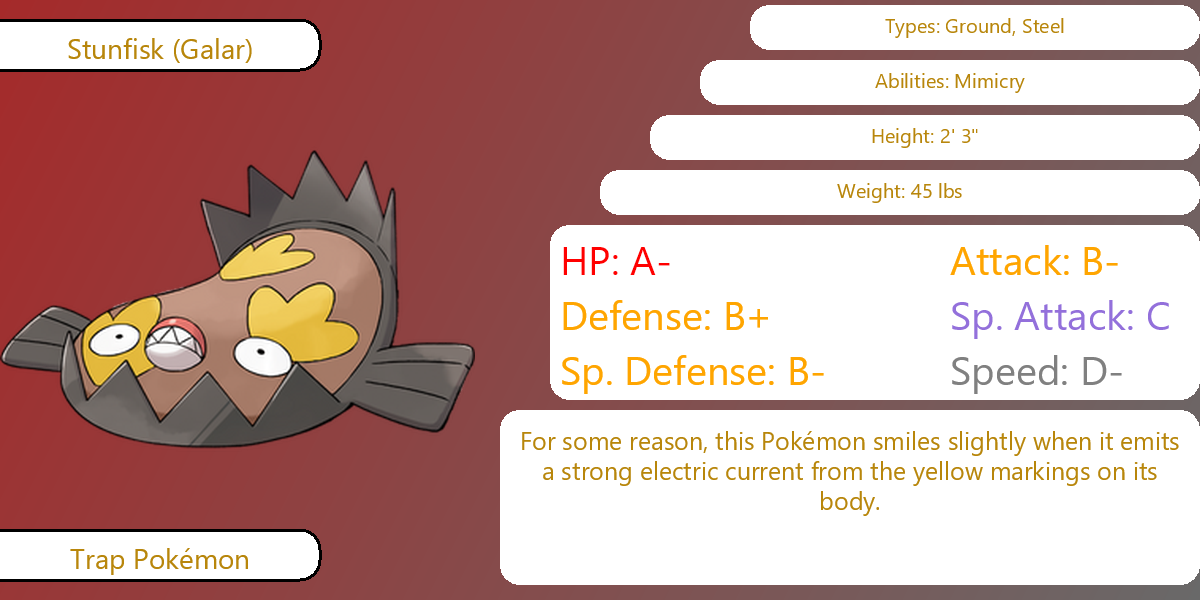 Stunfisk (Galar)
Types: Ground, Steel
Abilities: Mimicry
Height: 2' 3"
Weight: 45 lbs
HP: A-
Attack: B-
Defense: B+
Sp. Attack: C
Sp. Defense: B-
Speed: D-
For some reason, this Pokémon smiles slightly when it emits
a strong electric current from the yellow markings on its
body.
Trap Pokémon